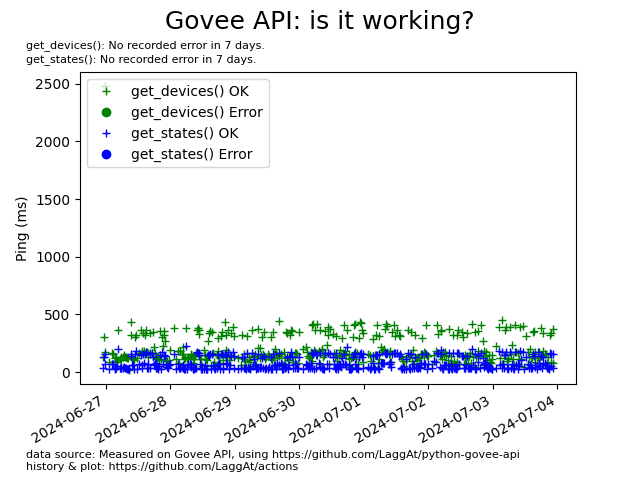 Govee API: is it working?
get_devices(): No recorded error in 7 days.
get_states(): No recorded error in 7 days.
get_devices() OK
get_devices() Error
get_states() OK
get_states() Error
Ping (ms)
2500
2000
1500
1000
500
0
2024-06-27
2024-06-28
2024-06-29
2024-06-30
2024-07-01
2024-07-02
2024-07-03
2024-07-04
data source: Measured on Govee API, using https://github.com/LaggAt/python-govee-api
history & plot: https://github.com/LaggAt/actions